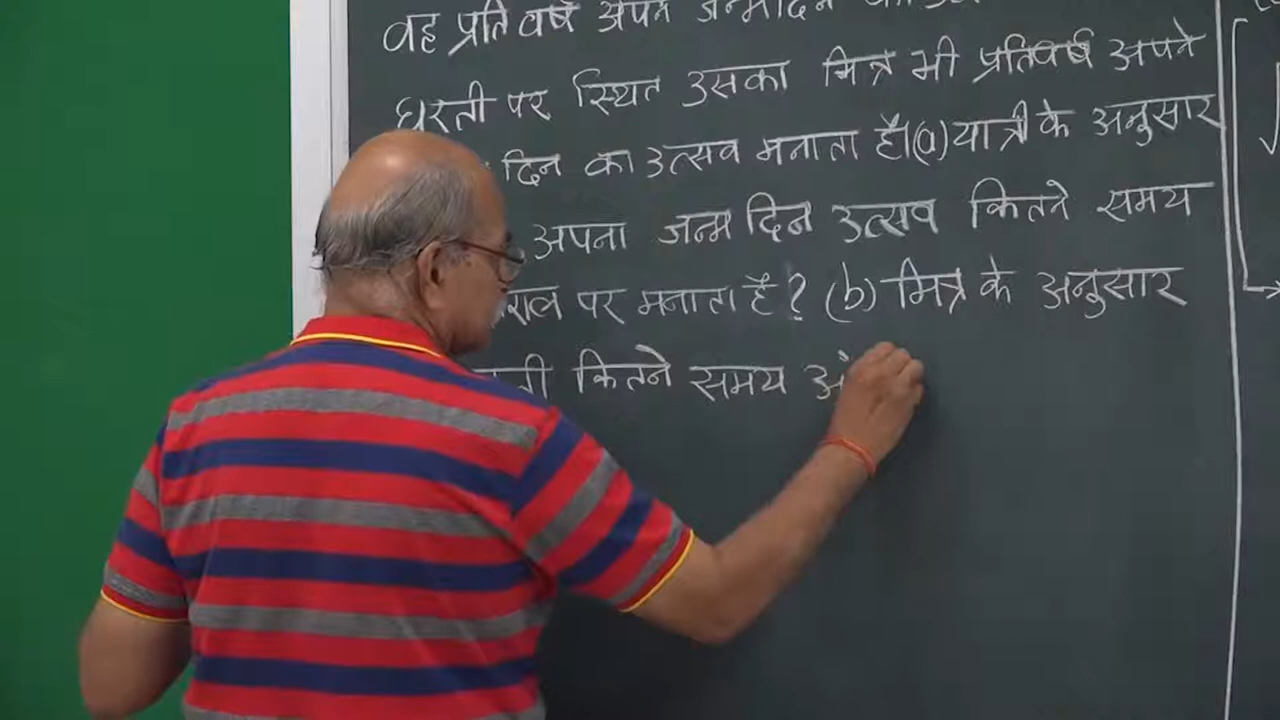 वह प्रति वर्ष अपने जन्मदिन
धरती पर स्थित उसका मित्र भी प्रतिवर्ष अपने
दिन का उत्सव मनाता है। (a) यात्री के अनुसार
अपना जन्म दिन उत्सव कितने समय
पर मनाता है? (b) मित्र के अनुसार
कितने समय